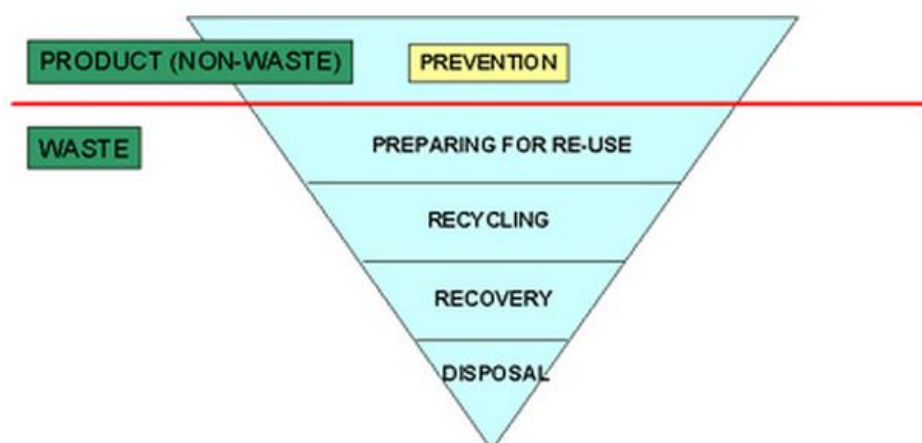 PRODUCT (NON-WASTE)
PREVENTION
WASTE
PREPARING FOR RE-USE
RECYCLING
RECOVERY
DISPOSAL